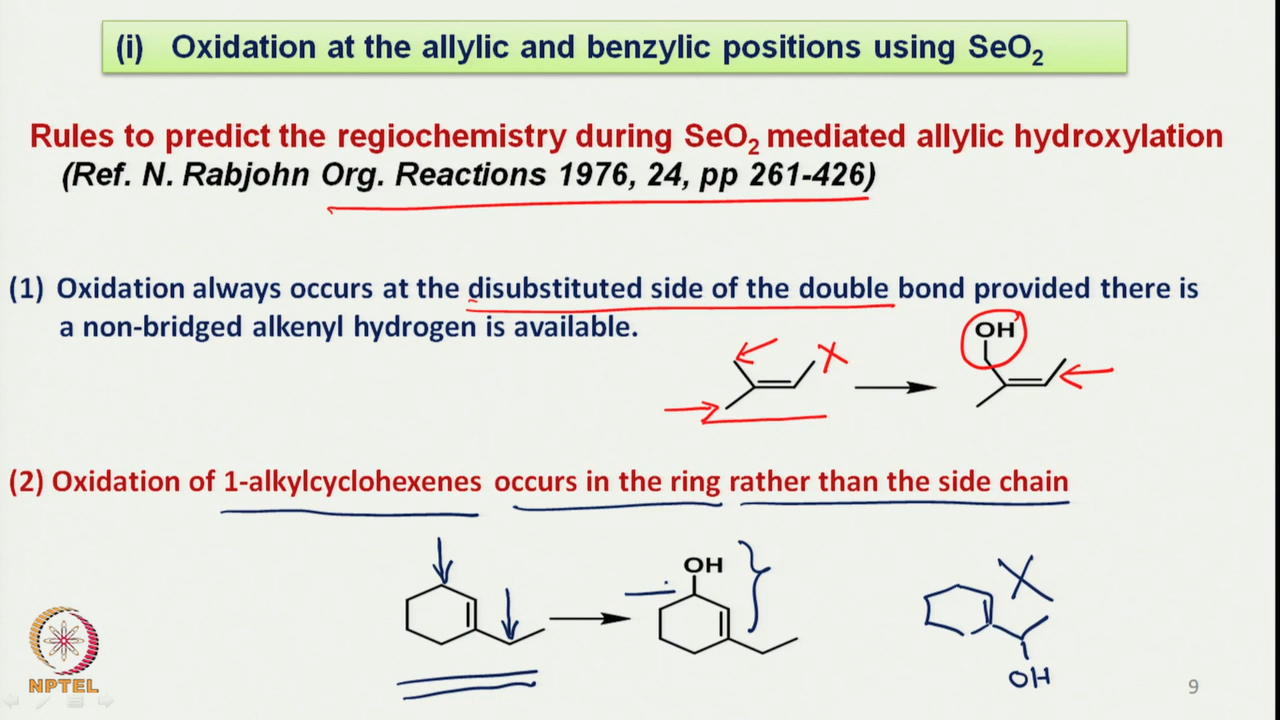 (i) Oxidation at the allylic and benzylic positions using SeO₂
Rules to predict the regiochemistry during SeO₂ mediated allylic hydroxylation
(Ref. N. Rabjohn Org. Reactions 1976, 24, pp 261-426)
(1) Oxidation always occurs at the disubstituted side of the double bond provided there is
a non-bridged alkenyl hydrogen is available.
OH
(2) Oxidation of 1-alkylcyclohexenes occurs in the ring rather than the side chain
OH
OH
NPTEL
9